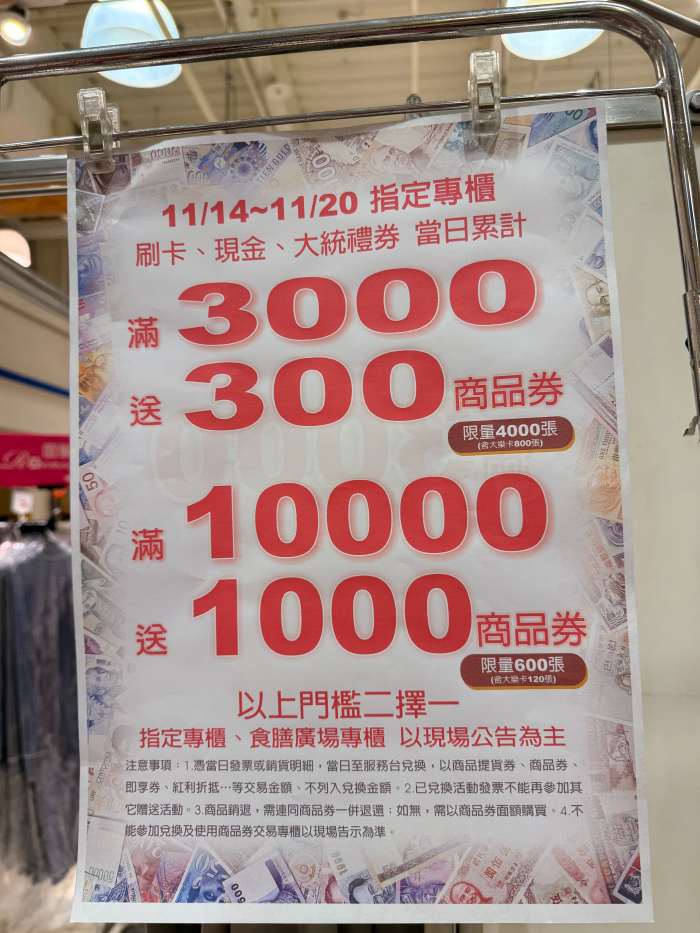 11/14~11/20 指定專櫃
刷卡、現金、大統禮券 當日累計
滿 3000
送 300 商品券
限量4000張
(含大樂卡800張)
滿 10000
送 1000 商品券
限量600張
(含大樂卡120張)
以上門檻二擇一
指定專櫃、食膳廣場專櫃 以現場公告為主
注意事項：1.憑當日發票或銷貨明細，當日至服務台兌換，以商品提貨券、商品券、
即享券、紅利折抵…等交易金額、不列入兌換金額。2.已兌換活動發票不能再參加其
它贈送活動。3.商品銷退，需連同商品券一併退還；如無，需以商品券面額購買。4.不
能參加兌換及使用商品券交易專櫃以現場告示為準。